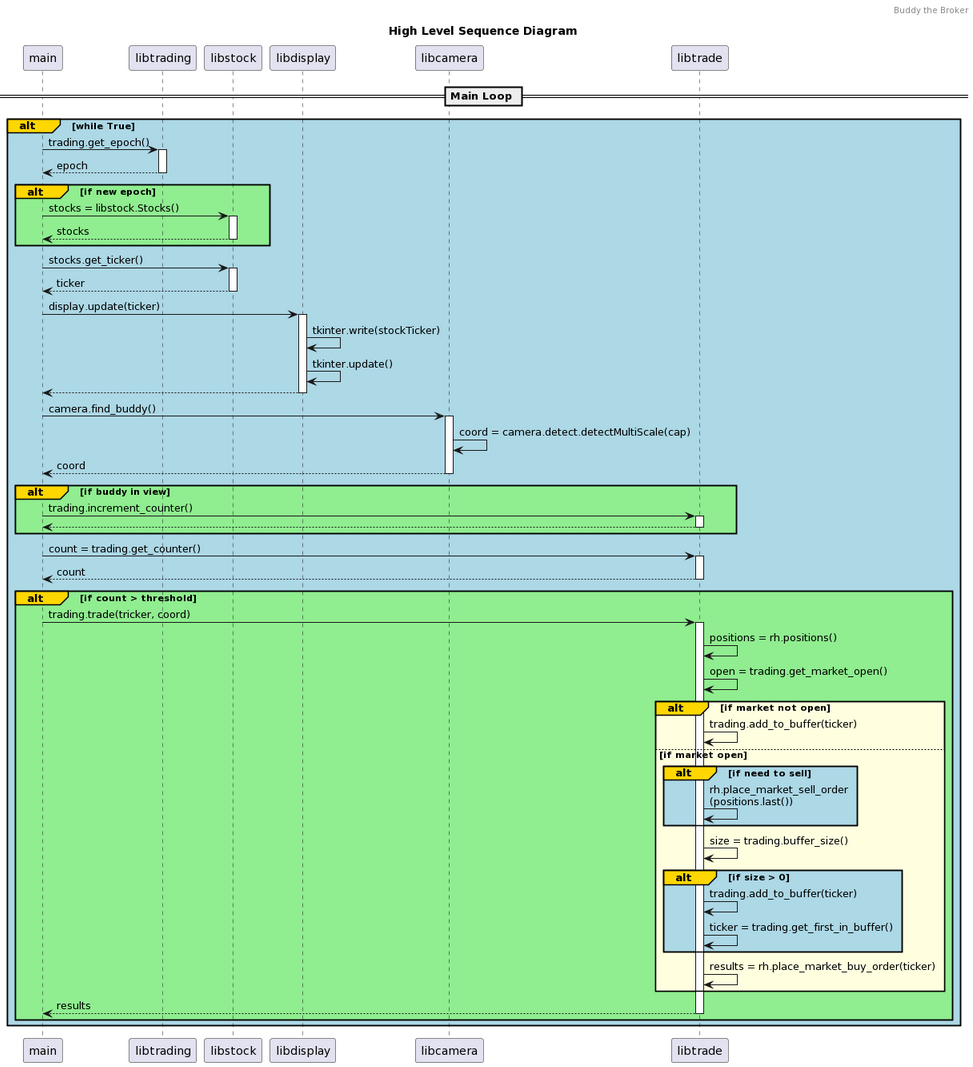 Buddy the Broker
High Level Sequence Diagram
main libtrading libstock libdisplay libcamera libtrade
Main Loop
alt [while True]
trading.get_epoch()
epoch
alt [if new epoch]
stocks = libstock.Stocks()
stocks
stocks.get_ticker()
ticker
display.update(ticker)
tkinter.write(stockTicker)
tkinter.update()
camera.find_buddy()
coord = camera.detect.detectMultiScale(cap)
coord
alt [if buddy in view]
trading.increment_counter()
count = trading.get_counter()
count
alt [if count > threshold]
trading.trade(tricker, coord)
positions = rh.positions()
open = trading.get_market_open()
alt [if market not open]
trading.add_to_buffer(ticker)
[if market open]
alt [if need to sell]
rh.place_market_sell_order
(positions.last())
size = trading.buffer_size()
alt [if size > 0]
trading.add_to_buffer(ticker)
ticker = trading.get_first_in_buffer()
results = rh.place_market_buy_order(ticker)
results
main libtrading libstock libdisplay libcamera libtrade